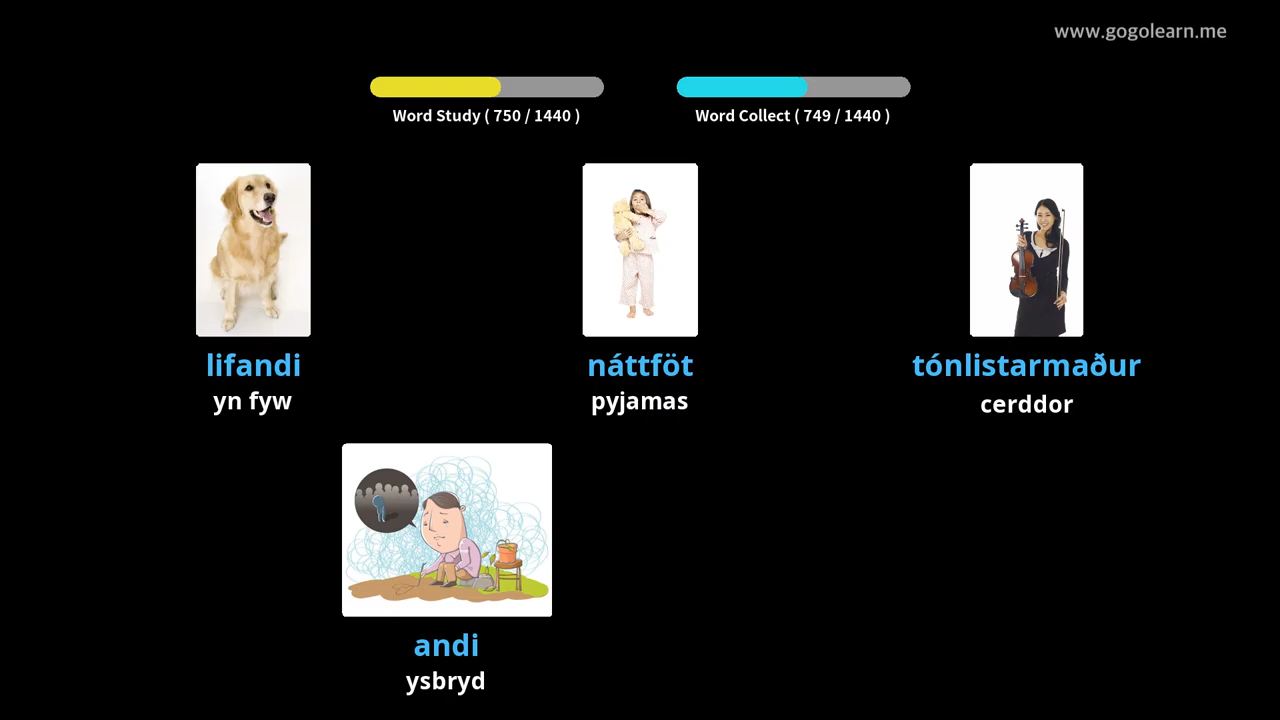 www.gogolearn.me
Word Study ( 750 / 1440 )
Word Collect ( 749 / 1440 )
lifandi
yn fyw
náttföt
pyjamas
tónlistarmaður
cerddor
andi
ysbryd